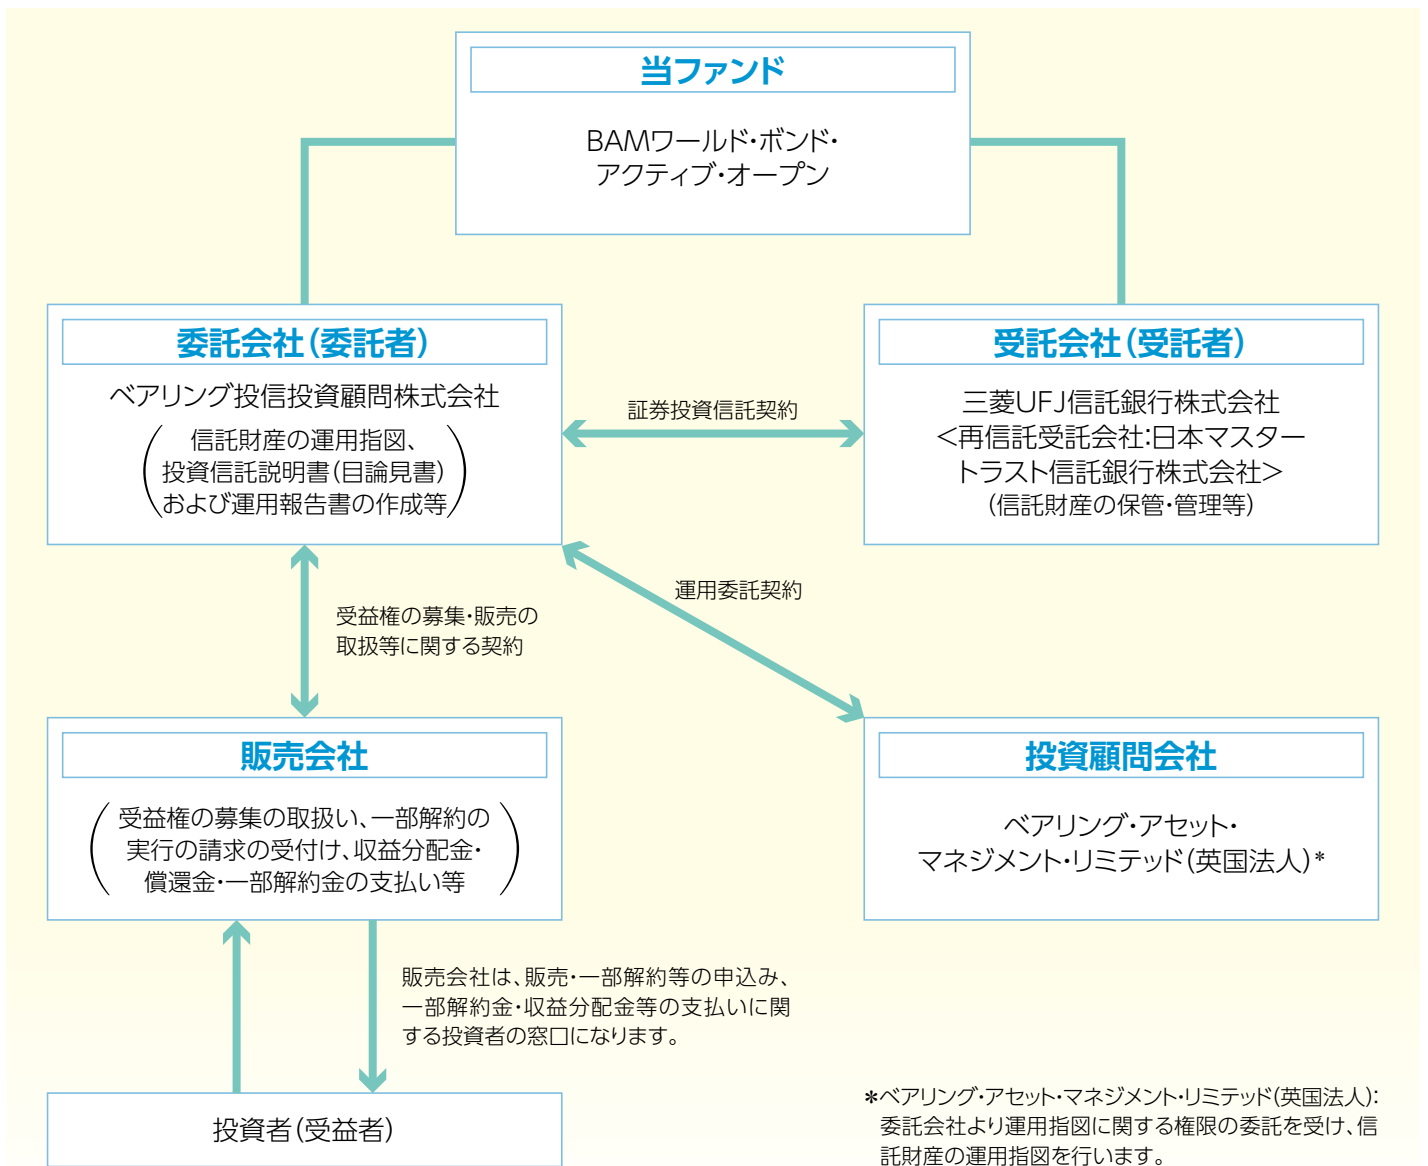 当ファンド
BAMワールド・ボンド・
アクティブ・オープン
委託会社(委託者)
ベアリング投信投資顧問株式会社
(信託財産の運用指図、
投資信託説明書(目論見書)
および運用報告書の作成等)
証券投資信託契約
受託会社(受託者)
三菱UFJ信託銀行株式会社
<再信託受託会社:日本マスター
トラスト信託銀行株式会社>
(信託財産の保管・管理等)
受益権の募集・販売の
取扱等に関する契約
運用委託契約
販売会社
(受益権の募集の取扱い、一部解約の
実行の請求の受付け、収益分配金・
償還金・一部解約金の支払い等)
投資顧問会社
ベアリング・アセット・
マネジメント・リミテッド(英国法人)*
販売会社は、販売・一部解約等の申込み、
一部解約金・収益分配金等の支払いに関
する投資者の窓口になります。
投資者(受益者)
*ベアリング・アセット・マネジメント・リミテッド(英国法人):
委託会社より運用指図に関する権限の委託を受け、信
託財産の運用指図を行います。